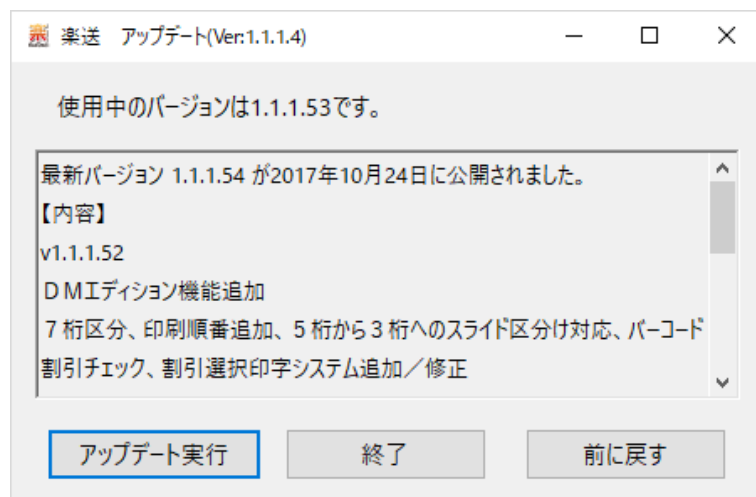 楽送　アップデート(Ver:1.1.1.4)
使用中のバージョンは1.1.1.53です。
最新バージョン 1.1.1.54 が2017年10月24日に公開されました。
【内容】
v1.1.1.52
ＤＭエディション機能追加
７桁区分、印刷順番追加、５桁から３桁へのスライド区分け対応、バーコード
割引チェック、割引選択印字システム追加／修正
アップデート実行
終了
前に戻す